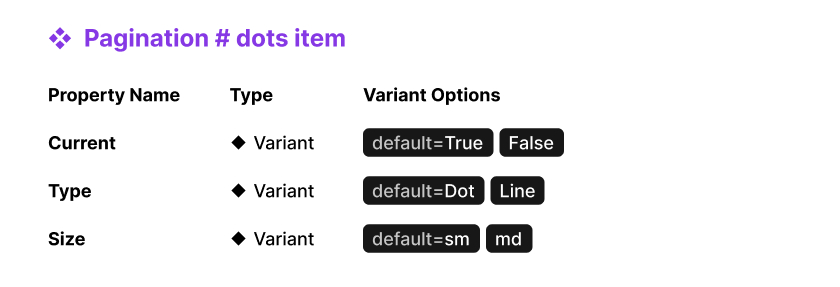 Pagination # dots item
Property Name Type Variant Options
Current Variant default=True False
Type Variant default=Dot Line
Size Variant default=sm md